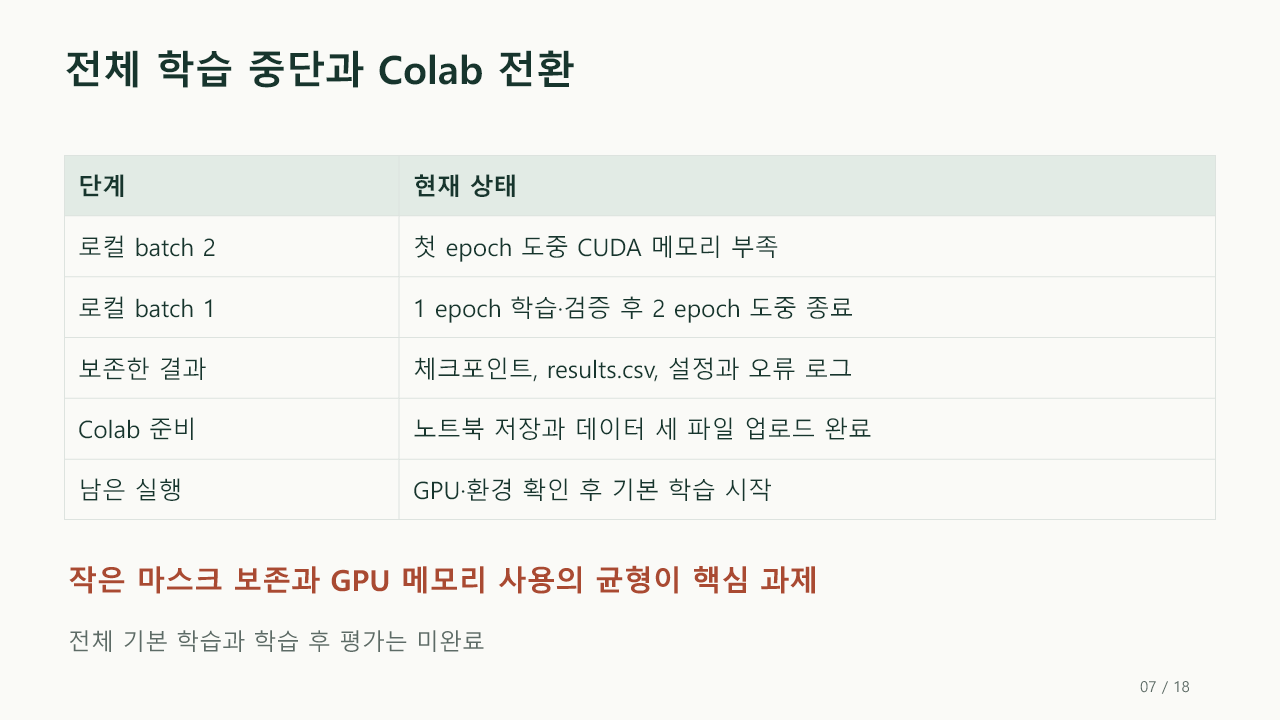 전체 학습 중단과 Colab 전환
단계 현재 상태
로컬 batch 2 첫 epoch 도중 CUDA 메모리 부족
로컬 batch 1 1 epoch 학습·검증 후 2 epoch 도중 종료
보존한 결과 체크포인트, results.csv, 설정과 오류 로그
Colab 준비 노트북 저장과 데이터 세 파일 업로드 완료
남은 실행 GPU·환경 확인 후 기본 학습 시작
작은 마스크 보존과 GPU 메모리 사용의 균형이 핵심 과제
전체 기본 학습과 학습 후 평가는 미완료
07 / 18